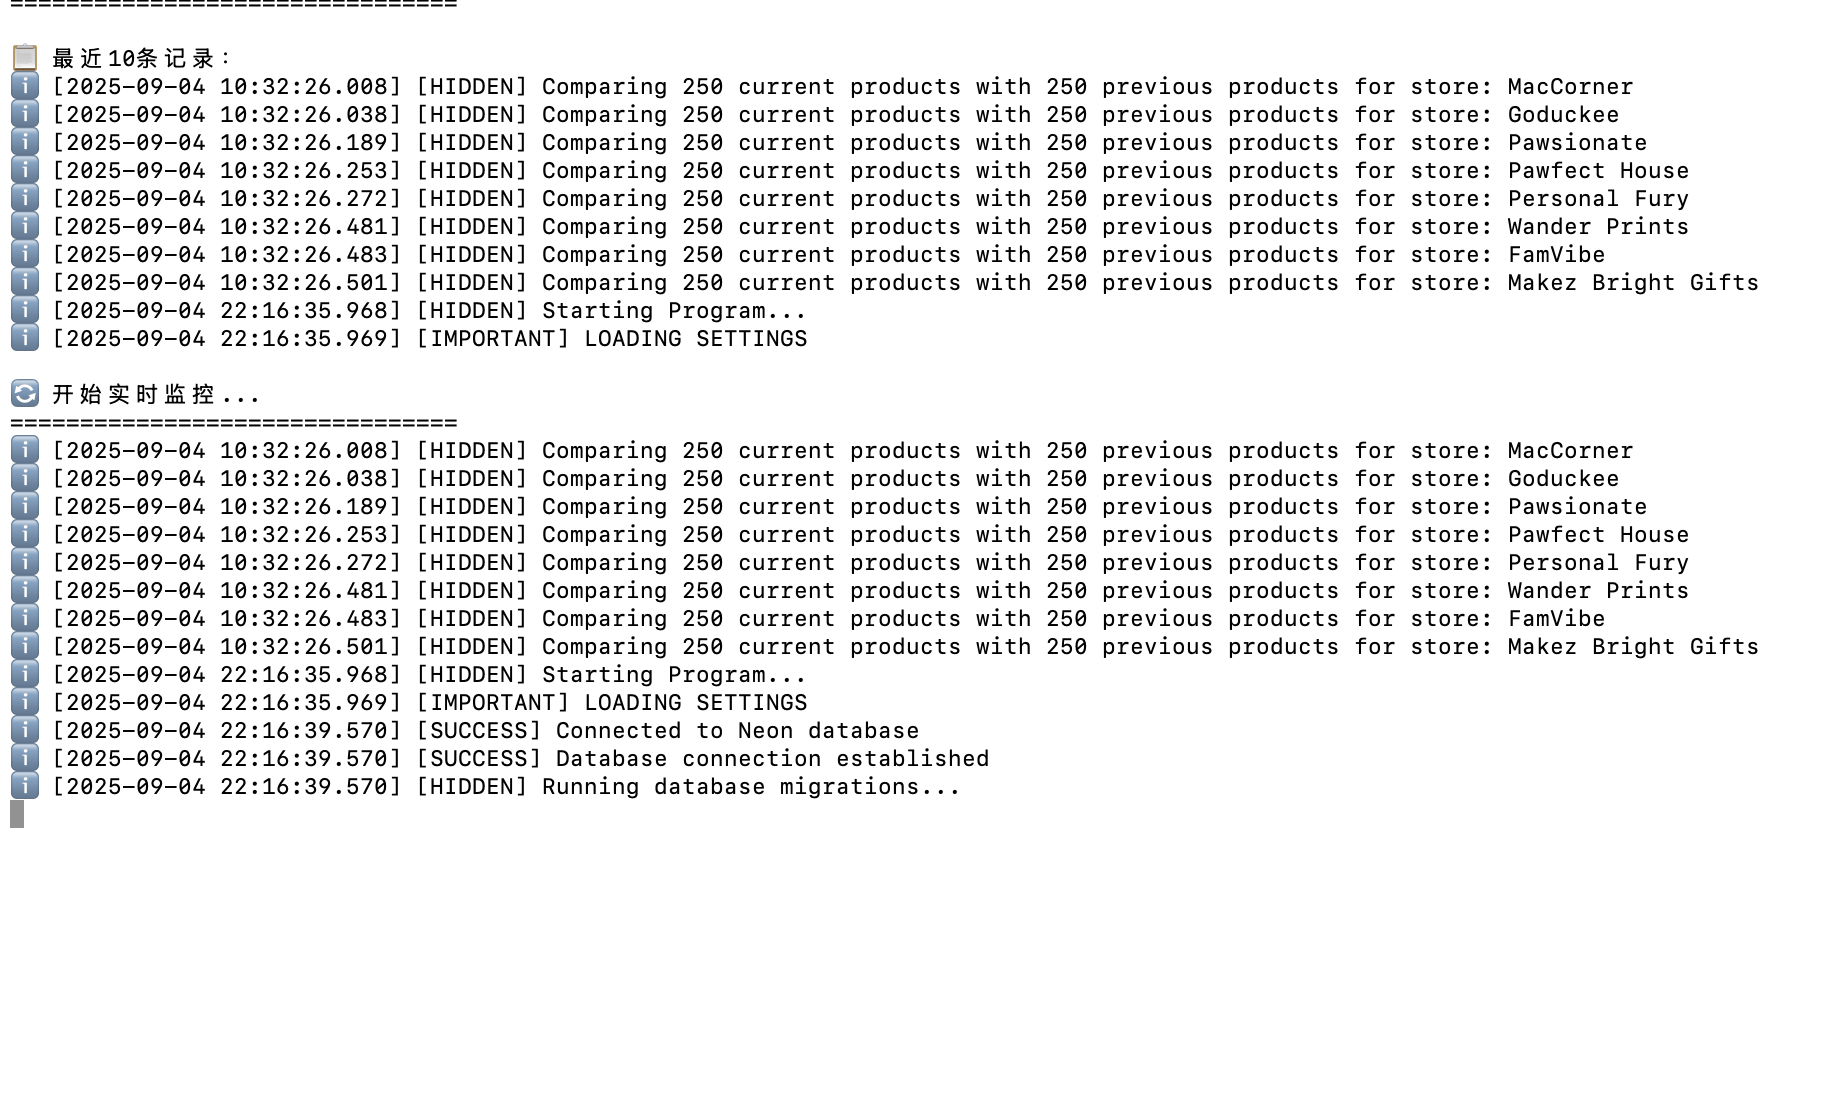 ================================
📋 最近10条记录：
ℹ️ [2025-09-04 10:32:26.008] [HIDDEN] Comparing 250 current products with 250 previous products for store: MacCorner
ℹ️ [2025-09-04 10:32:26.038] [HIDDEN] Comparing 250 current products with 250 previous products for store: Goduckee
ℹ️ [2025-09-04 10:32:26.189] [HIDDEN] Comparing 250 current products with 250 previous products for store: Pawsionate
ℹ️ [2025-09-04 10:32:26.253] [HIDDEN] Comparing 250 current products with 250 previous products for store: Pawfect House
ℹ️ [2025-09-04 10:32:26.272] [HIDDEN] Comparing 250 current products with 250 previous products for store: Personal Fury
ℹ️ [2025-09-04 10:32:26.481] [HIDDEN] Comparing 250 current products with 250 previous products for store: Wander Prints
ℹ️ [2025-09-04 10:32:26.483] [HIDDEN] Comparing 250 current products with 250 previous products for store: FamVibe
ℹ️ [2025-09-04 10:32:26.501] [HIDDEN] Comparing 250 current products with 250 previous products for store: Makez Bright Gifts
ℹ️ [2025-09-04 22:16:35.968] [HIDDEN] Starting Program...
ℹ️ [2025-09-04 22:16:35.969] [IMPORTANT] LOADING SETTINGS
🔄 开始实时监控...
================================
ℹ️ [2025-09-04 10:32:26.008] [HIDDEN] Comparing 250 current products with 250 previous products for store: MacCorner
ℹ️ [2025-09-04 10:32:26.038] [HIDDEN] Comparing 250 current products with 250 previous products for store: Goduckee
ℹ️ [2025-09-04 10:32:26.189] [HIDDEN] Comparing 250 current products with 250 previous products for store: Pawsionate
ℹ️ [2025-09-04 10:32:26.253] [HIDDEN] Comparing 250 current products with 250 previous products for store: Pawfect House
ℹ️ [2025-09-04 10:32:26.272] [HIDDEN] Comparing 250 current products with 250 previous products for store: Personal Fury
ℹ️ [2025-09-04 10:32:26.481] [HIDDEN] Comparing 250 current products with 250 previous products for store: Wander Prints
ℹ️ [2025-09-04 10:32:26.483] [HIDDEN] Comparing 250 current products with 250 previous products for store: FamVibe
ℹ️ [2025-09-04 10:32:26.501] [HIDDEN] Comparing 250 current products with 250 previous products for store: Makez Bright Gifts
ℹ️ [2025-09-04 22:16:35.968] [HIDDEN] Starting Program...
ℹ️ [2025-09-04 22:16:35.969] [IMPORTANT] LOADING SETTINGS
ℹ️ [2025-09-04 22:16:39.570] [SUCCESS] Connected to Neon database
ℹ️ [2025-09-04 22:16:39.570] [SUCCESS] Database connection established
ℹ️ [2025-09-04 22:16:39.570] [HIDDEN] Running database migrations...